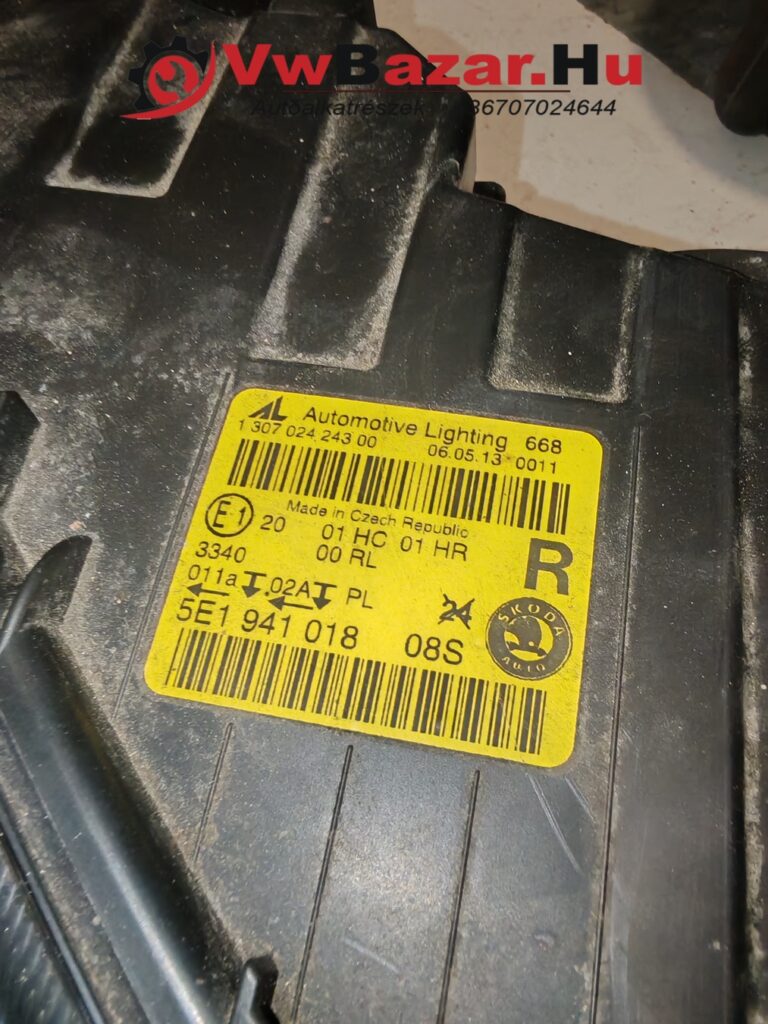 VwBazar.Hu
Autóalkatrészek 36707024644
AL Automotive Lighting 668
1 307 024 243 00 06.05.13 0011
Made in Czech Republic
E1 20 01 HC 01 HR R
3340 00 RL
011a 02A PL 24
5E1 941 018 08S
SKODA
AUTO